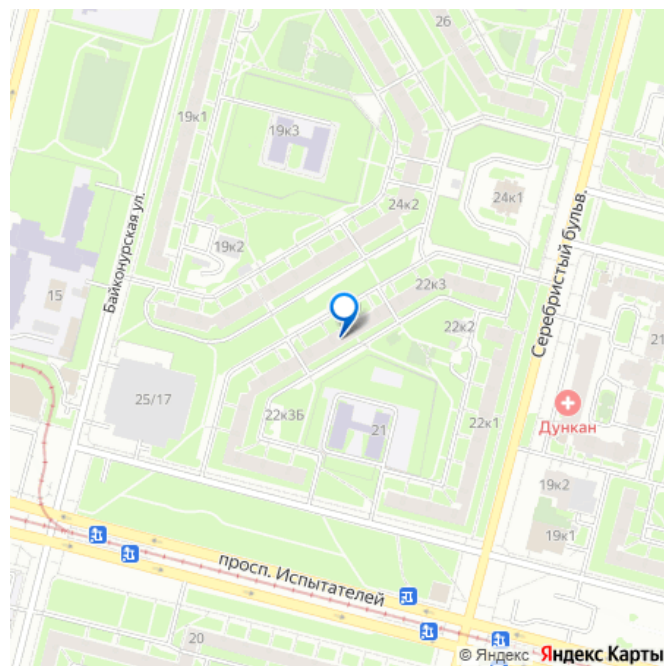 26
19к1
19к3
24к1
24к2
Байконурская ул.
19к2
Серебристый бульв.
22к3
15
22к2
21
25/17
22к3Б
21
22к1
Дункан
19к2
19к1
просп. Испытателей
20
© Яндекс Яндекс Карты